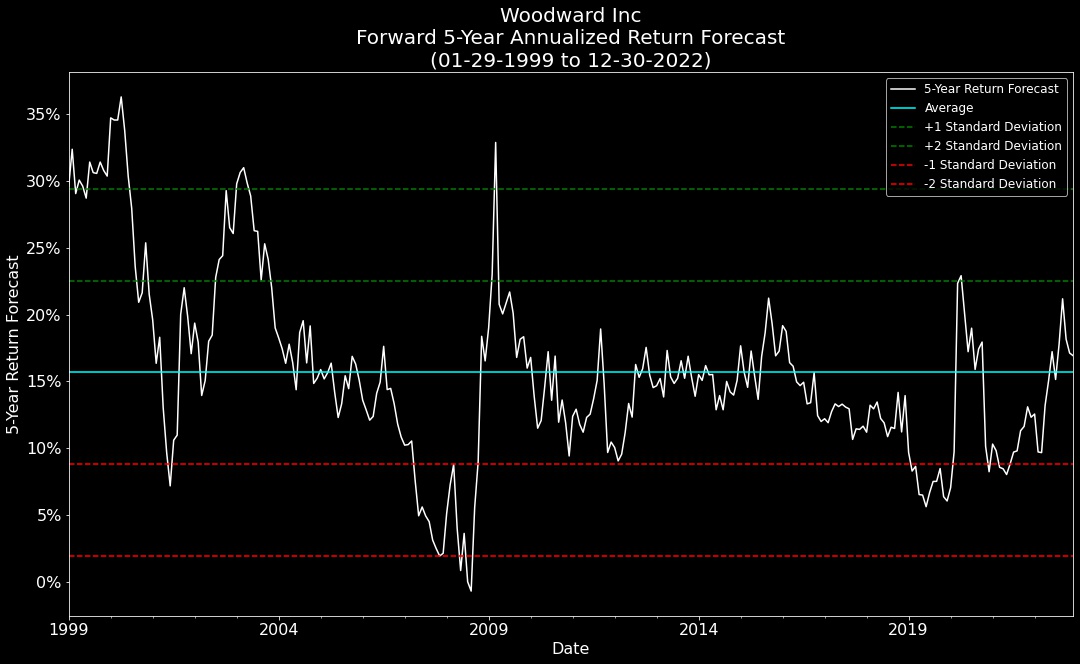 Woodward Inc
Forward 5-Year Annualized Return Forecast
(01-29-1999 to 12-30-2022)
5-Year Return Forecast
Average
+1 Standard Deviation
+2 Standard Deviation
-1 Standard Deviation
-2 Standard Deviation
5-Year Return Forecast
35%
30%
25%
20%
15%
10%
5%
0%
1999 2004 2009 2014 2019
Date